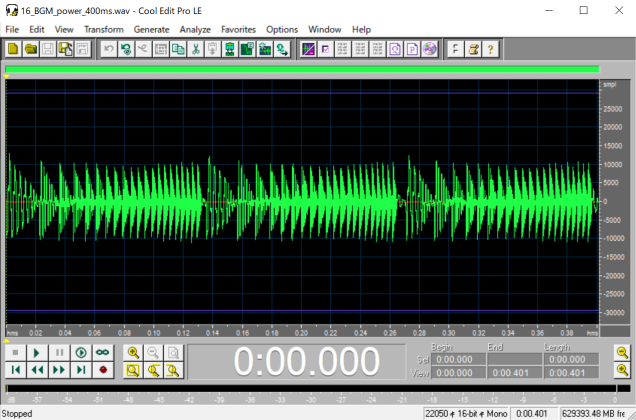 16_BGM_power_400ms.wav - Cool Edit Pro LE
File Edit View Transform Generate Analyze Favorites Options Window Help
F ?
smpl
25000
20000
15000
10000
5000
0
-5000
-10000
-15000
-20000
-25000
-30000
hms 0.02 0.04 0.06 0.08 0.10 0.12 0.14 0.16 0.18 0.20 0.22 0.24 0.26 0.28 0.30 0.32 0.34 0.36 0.38 hms
0:00.000
Begin End Length
Sel 0:00.000 0:00.000
View 0:00.000 0:00.401 0:00.401
dB -57 -54 -51 -48 -45 -42 -39 -36 -33 -30 -27 -24 -21 -18 -15 -12 -9 -6 -3 0
Stopped 22050 • 16-bit • Mono 0:00.401 629393.48 MB free